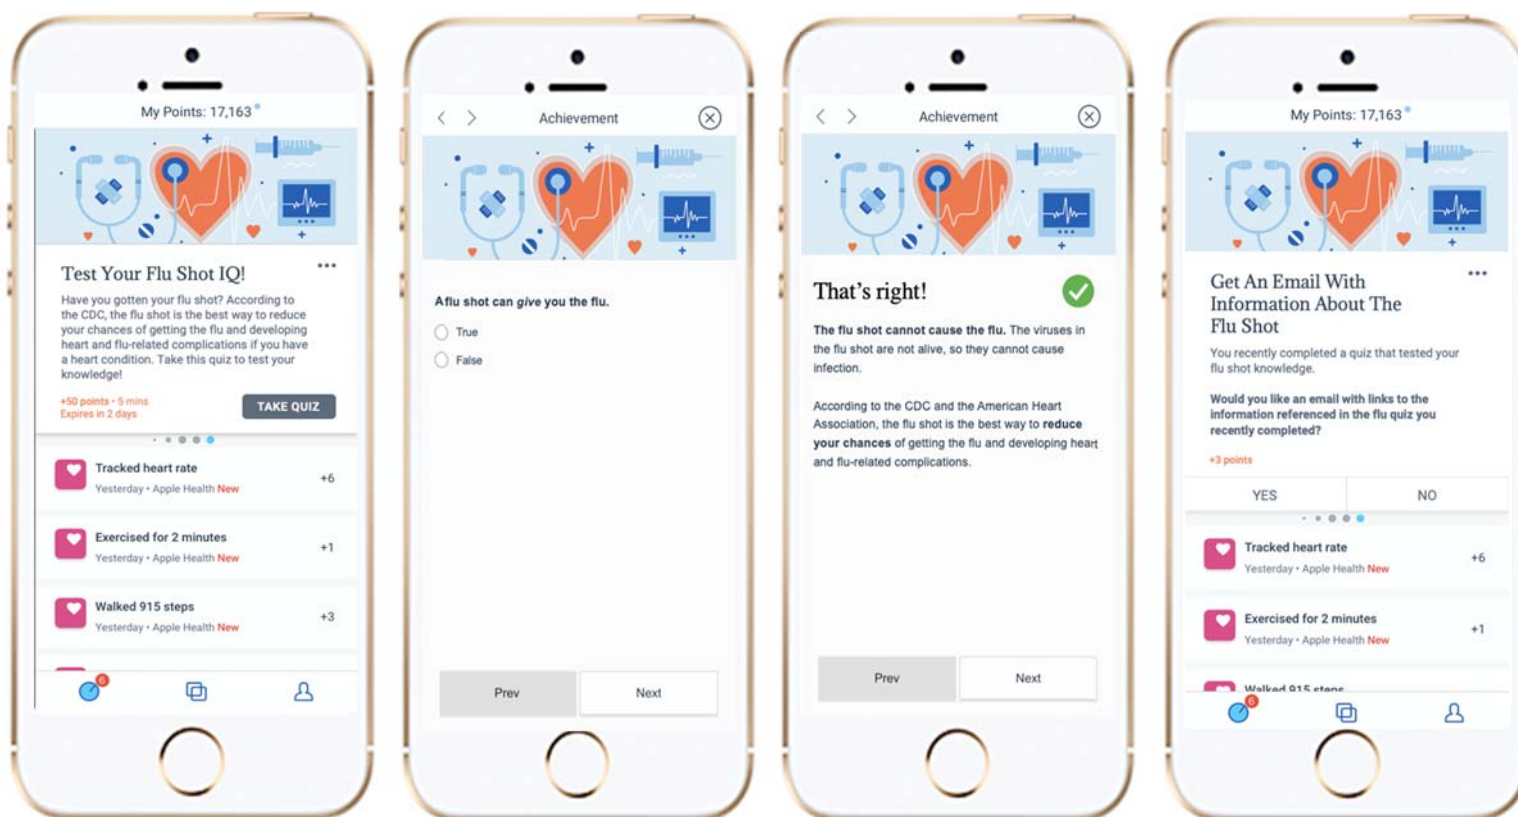 My Points: 17,163
Test Your Flu Shot IQ!
Have you gotten your flu shot? According to
the CDC, the flu shot is the best way to reduce
your chances of getting the flu and developing
heart and flu-related complications if you have
a heart condition. Take this quiz to test your
knowledge!
+50 points • 5 mins
Expires in 2 days
TAKE QUIZ
Tracked heart rate
Yesterday • Apple Health New
+6
Exercised for 2 minutes
Yesterday • Apple Health New
+1
Walked 915 steps
Yesterday • Apple Health New
+3
6
Achievement
Aflu shot can give you the flu.
True
False
Prev
Next
Achievement
That's right!
The flu shot cannot cause the flu. The viruses in
the flu shot are not alive, so they cannot cause
infection.
According to the CDC and the American Heart
Association, the flu shot is the best way to reduce
your chances of getting the flu and developing heart
and flu-related complications.
Prev
Next
My Points: 17,163
Get An Email With
Information About The
Flu Shot
You recently completed a quiz that tested your
flu shot knowledge.
Would you like an email with links to the
information referenced in the flu quiz you
recently completed?
+3 points
YES
NO
Tracked heart rate
Yesterday • Apple Health New
+6
Exercised for 2 minutes
Yesterday • Apple Health New
+1
Walked 915 steps
6